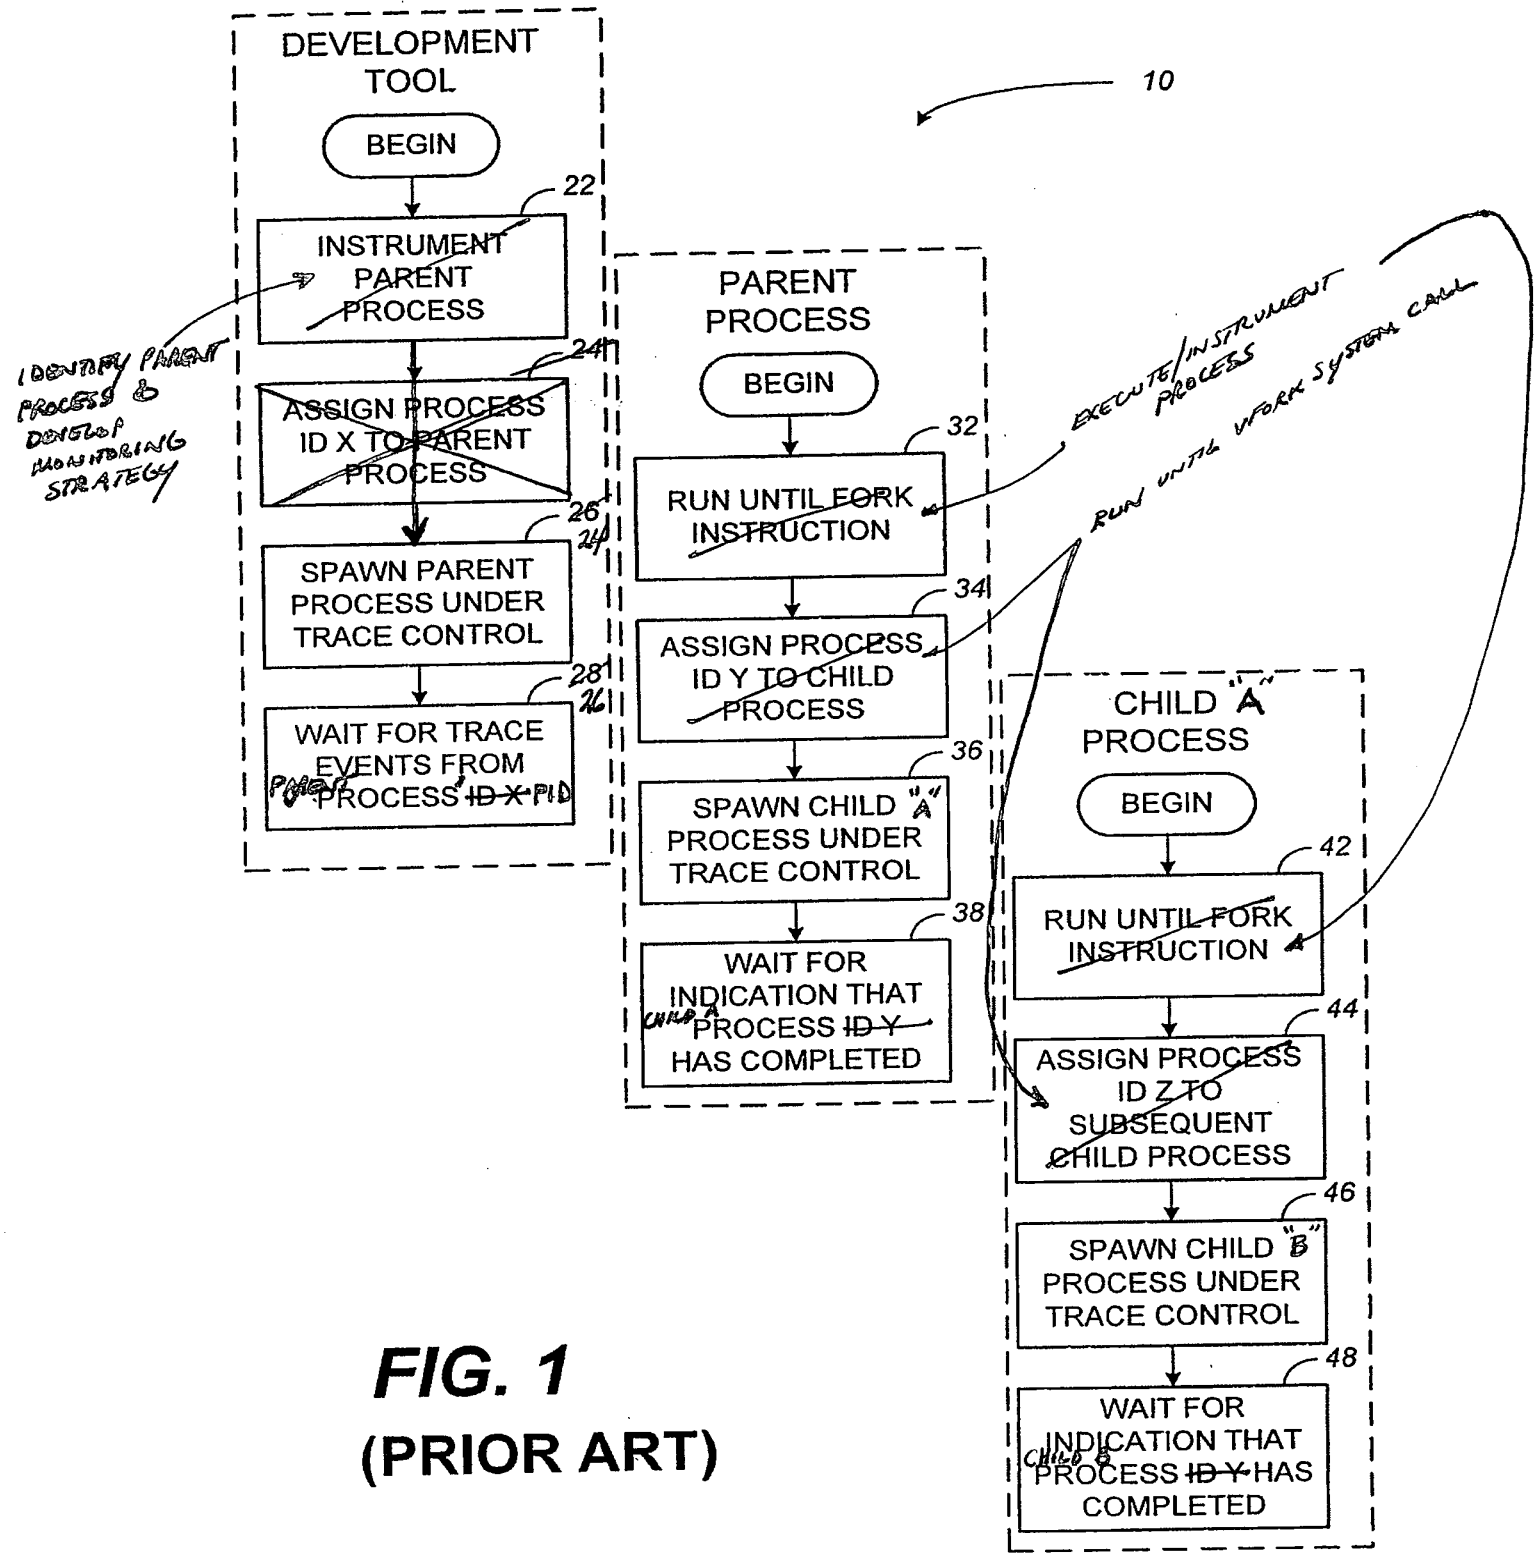 DEVELOPMENT
TOOL
BEGIN
22
INSTRUMENT
PARENT
PROCESS
IDENTIFY PARENT
PROCESS &
DEVELOP
MONITORING
STRATEGY
24
ASSIGN PROCESS
ID X TO PARENT
PROCESS
26
24
SPAWN PARENT
PROCESS UNDER
TRACE CONTROL
28
26
WAIT FOR TRACE
EVENTS FROM
PARENT PROCESS' ID X PID
10
PARENT
PROCESS
BEGIN
32
RUN UNTIL FORK
INSTRUCTION
EXECUTE/INSTRUMENT
PROCESS
34
ASSIGN PROCESS
ID Y TO CHILD
PROCESS
RUN UNTIL VFORK SYSTEM CALL
36
SPAWN CHILD "A"
PROCESS UNDER
TRACE CONTROL
38
WAIT FOR
INDICATION THAT
CHILD A PROCESS ID Y
HAS COMPLETED
CHILD "A"
PROCESS
BEGIN
42
RUN UNTIL FORK
INSTRUCTION
44
ASSIGN PROCESS
ID Z TO
SUBSEQUENT
CHILD PROCESS
46
SPAWN CHILD "B"
PROCESS UNDER
TRACE CONTROL
48
WAIT FOR
INDICATION THAT
CHILD B PROCESS ID Y HAS
COMPLETED
FIG. 1
(PRIOR ART)